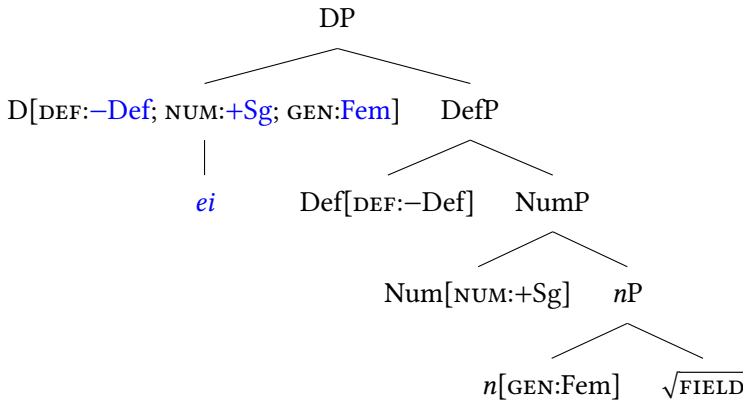 DP
D[DEF:−Def; NUM:+Sg; GEN:Fem] DefP
ei Def[DEF:−Def] NumP
Num[NUM:+Sg] nP
n[GEN:Fem] √FIELD